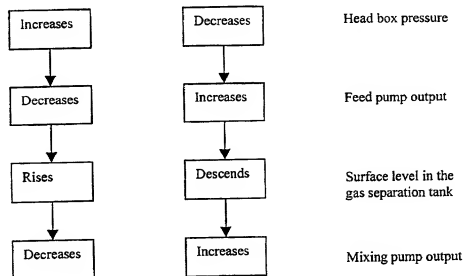 Increases Decreases Head box pressure
Decreases Increases Feed pump output
Rises Descends Surface level in the
gas separation tank
Decreases Increases Mixing pump output